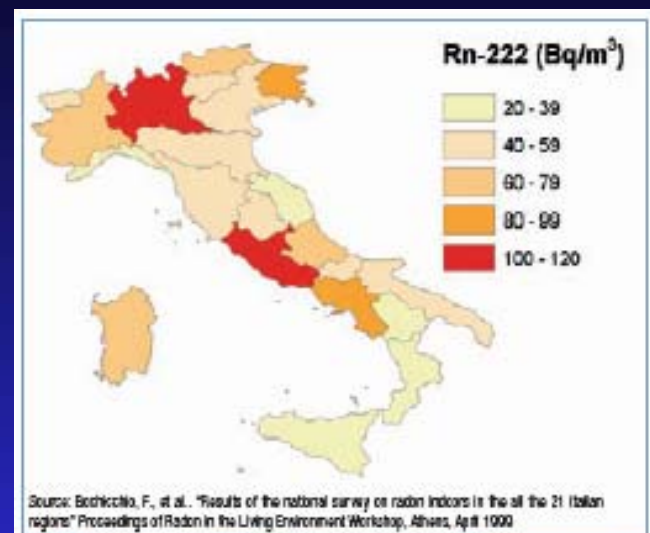 Rn-222 (Bq/m³)
20 - 39
40 - 59
60 - 79
80 - 99
100 - 120
Source: Bochicchio, F., et al.. "Results of the national survey on radon indoors in the all the 21 Italian
regions" Proceedings of Radon in the Living Environment Workshop, Athens, April 1999